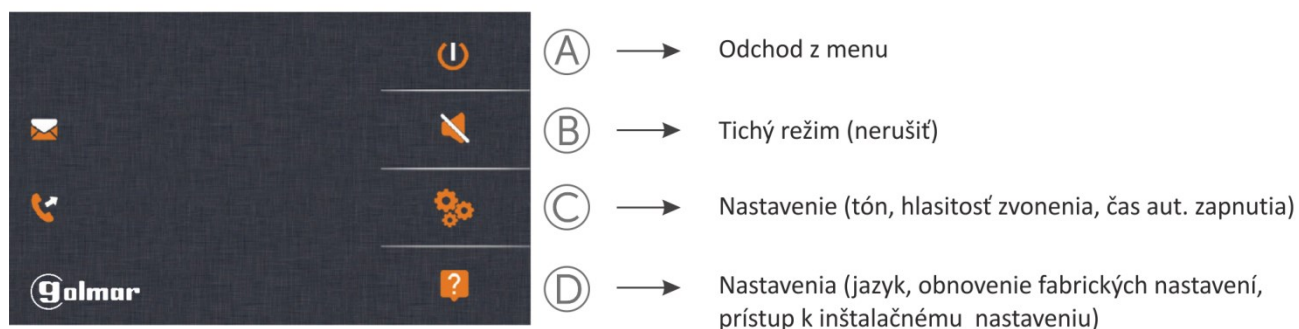 A Odchod z menu
B Tichý režim (nerušiť)
C Nastavenie (tón, hlasitosť zvonenia, čas aut. zapnutia)
golmar
D Nastavenia (jazyk, obnovenie fabrických nastavení,
prístup k inštalačnému nastaveniu)